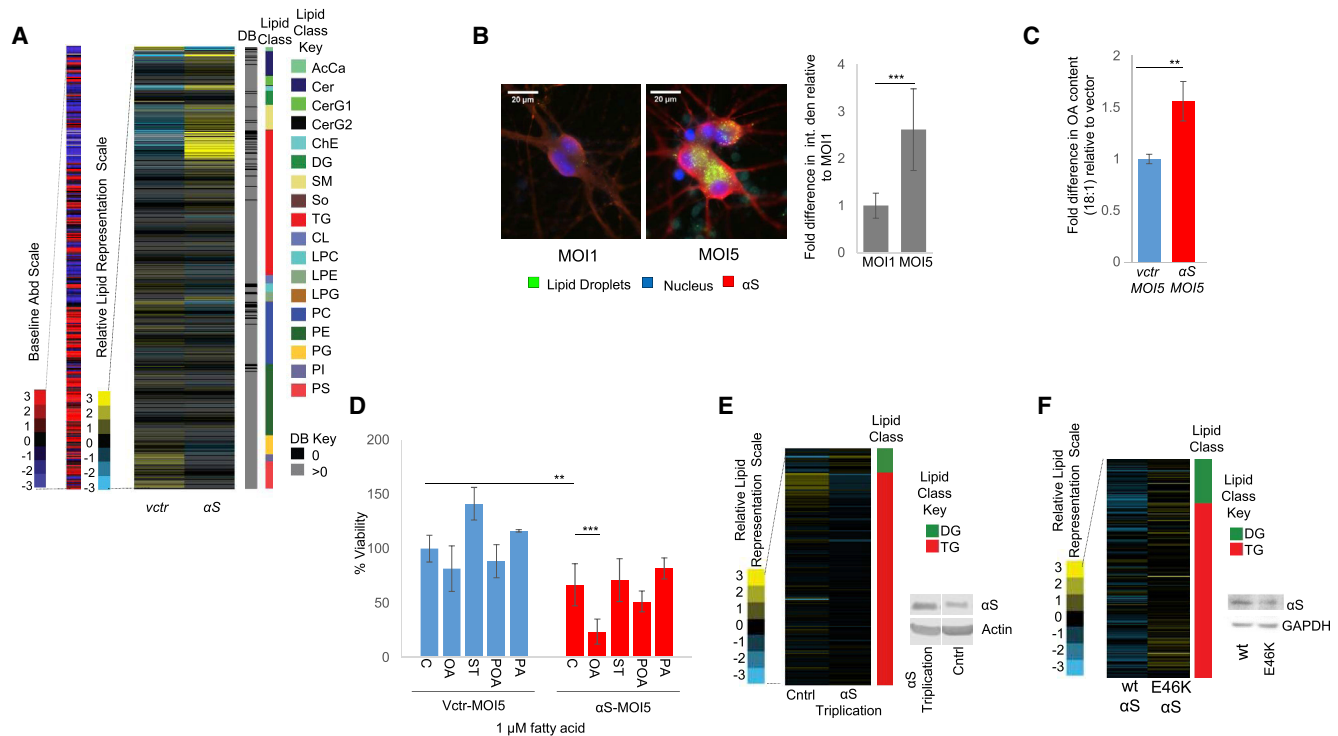 A
Baseline Abd Scale
3
2
1
0
-1
-2
-3
Relative Lipid Representation Scale
3
2
1
0
-1
-2
-3
vctr
αS
DB
Lipid
Class
Lipid
Class
Key
AcCa
Cer
CerG1
CerG2
ChE
DG
SM
So
TG
CL
LPC
LPE
LPG
PC
PE
PG
PI
PS
DB Key
0
>0
B
20 μm
20 μm
MOI1
MOI5
Lipid Droplets
Nucleus
αS
Fold difference in int. den relative
to MOI1
4
3
2
1
0
MOI1 MOI5
***
C
Fold difference in OA content
(18:1) relative to vector
2
1.5
1
0.5
0
**
vctr
MOI5
αS
MOI5
D
% Viability
200
150
100
50
0
**
***
C
OA
ST
POA
PA
C
OA
ST
POA
PA
Vctr-MOI5
αS-MOI5
1 μM fatty acid
E
Relative Lipid
Representation Scale
3
2
1
0
-1
-2
-3
Cntrl
αS
Triplication
Lipid
Class
Lipid
Class
Key
DG
TG
αS
Actin
αS
Triplication
Cntrl
F
Relative Lipid
Representation Scale
3
2
1
0
-1
-2
-3
wt
αS
E46K
αS
Lipid
Class
Lipid
Class
Key
DG
TG
αS
GAPDH
wt
E46K